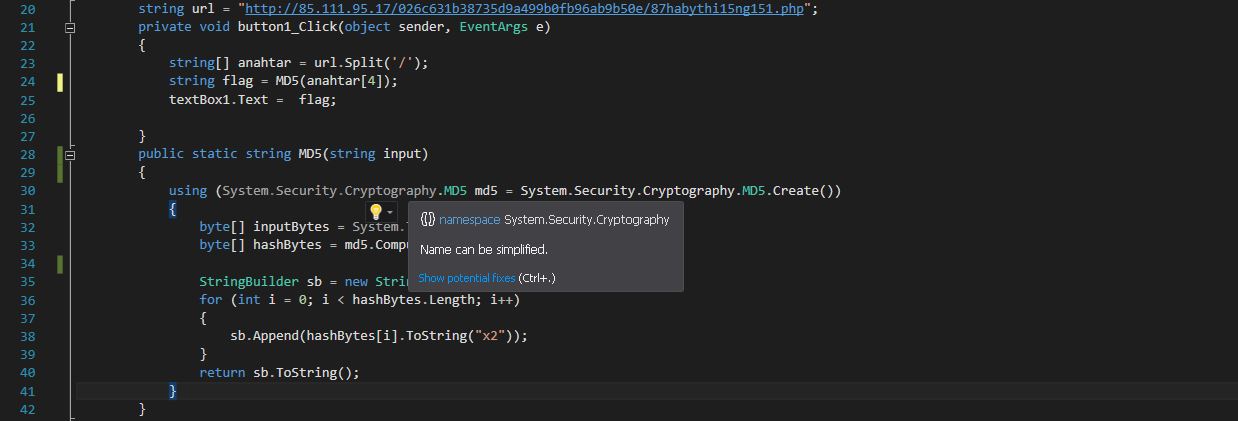 20 string url = "http://85.111.95.17/026c631b38735d9a499b0fb96ab9b50e/87habythi15ng151.php";
21 private void button1_Click(object sender, EventArgs e)
22 {
23 string[] anahtar = url.Split('/');
24 string flag = MD5(anahtar[4]);
25 textBox1.Text =  flag;
26
27 }
28 public static string MD5(string input)
29 {
30 using (System.Security.Cryptography.MD5 md5 = System.Security.Cryptography.MD5.Create())
31 {
32 byte[] inputBytes = System.
{} namespace System.Security.Cryptography
33 byte[] hashBytes = md5.Compu
Name can be simplified.
34
Show potential fixes (Ctrl+.)
35 StringBuilder sb = new Strin
36 for (int i = 0; i < hashBytes.Length; i++)
37 {
38 sb.Append(hashBytes[i].ToString("x2"));
39 }
40 return sb.ToString();
41 }
42 }